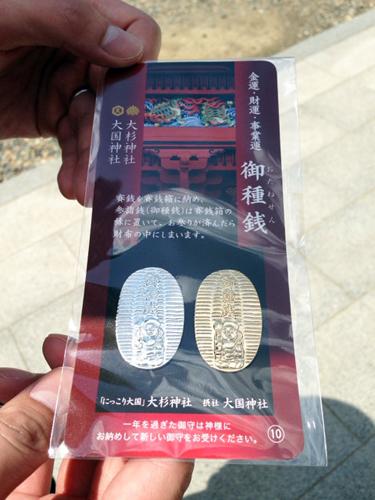 金運・財運・事業運
おたねせん
御種銭
大杉神社
大国神社
賽銭を賽銭箱に納め、
参詣銭(御種銭)は賽銭箱の
縁に置いて、お参りが済んだら
財布の中にしまいます。
「にっこり大国」大杉神社 摂社 大国神社
一年を過ぎた御守は神様に
お納めして新しい御守をお受けください。
⑩